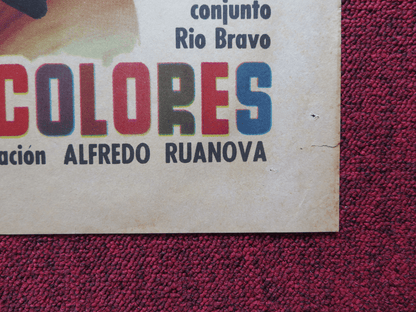 conjunto
Rio Bravo
COLORES
ación ALFREDO RUANOVA